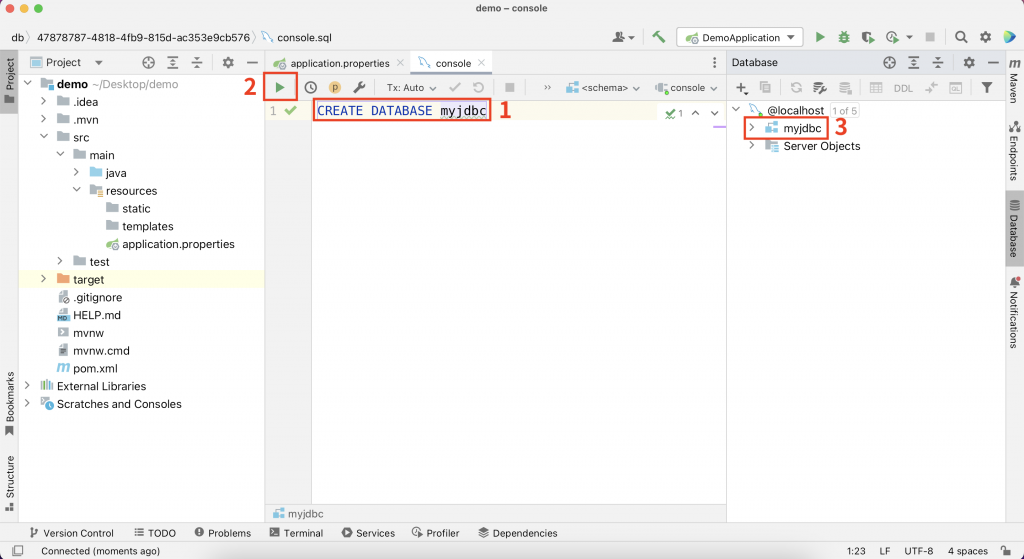 demo – console
db 47878787-4818-4fb9-815d-ac353e9cb576 console.sql
DemoApplication
Project
application.properties
console
Database
2
P
Tx: Auto
<schema>
console
DDL
QL
demo ~/Desktop/demo
.idea
.mvn
src
main
java
resources
static
templates
application.properties
test
target
.gitignore
MD HELP.md
mvnw
mvnw.cmd
m pom.xml
External Libraries
Scratches and Consoles
1 CREATE DATABASE myjdbc 1
1
@localhost 1 of 5
myjdbc 3
Server Objects
myjdbc
Project
Bookmarks
Structure
m
Maven
Endpoints
Database
Notifications
Version Control
TODO
Problems
Terminal
Services
Profiler
Dependencies
Connected (moments ago)
1:23 LF UTF-8 4 spaces